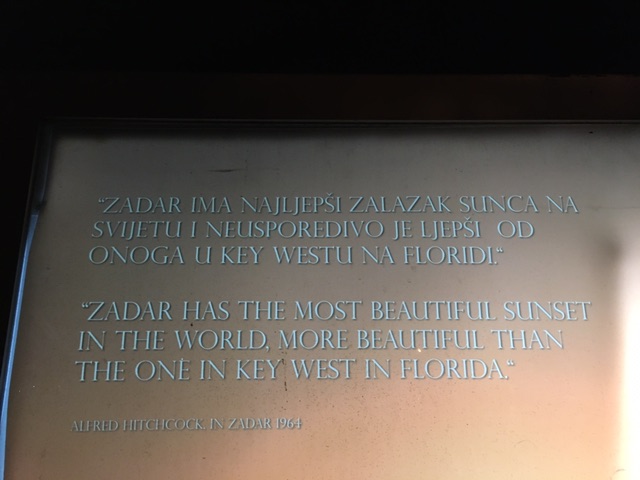 “ZADAR IMA NAJLJEPŠI ZALAZAK SUNCA NA
SVIJETU I NEUSPOREDIVO JE LJEPŠI OD
ONOGA U KEY WESTU NA FLORIDI.“
“ZADAR HAS THE MOST BEAUTIFUL SUNSET
IN THE WORLD, MORE BEAUTIFUL THAN
THE ONE IN KEY WEST IN FLORIDA.“
ALFRED HITCHCOCK, IN ZADAR 1964